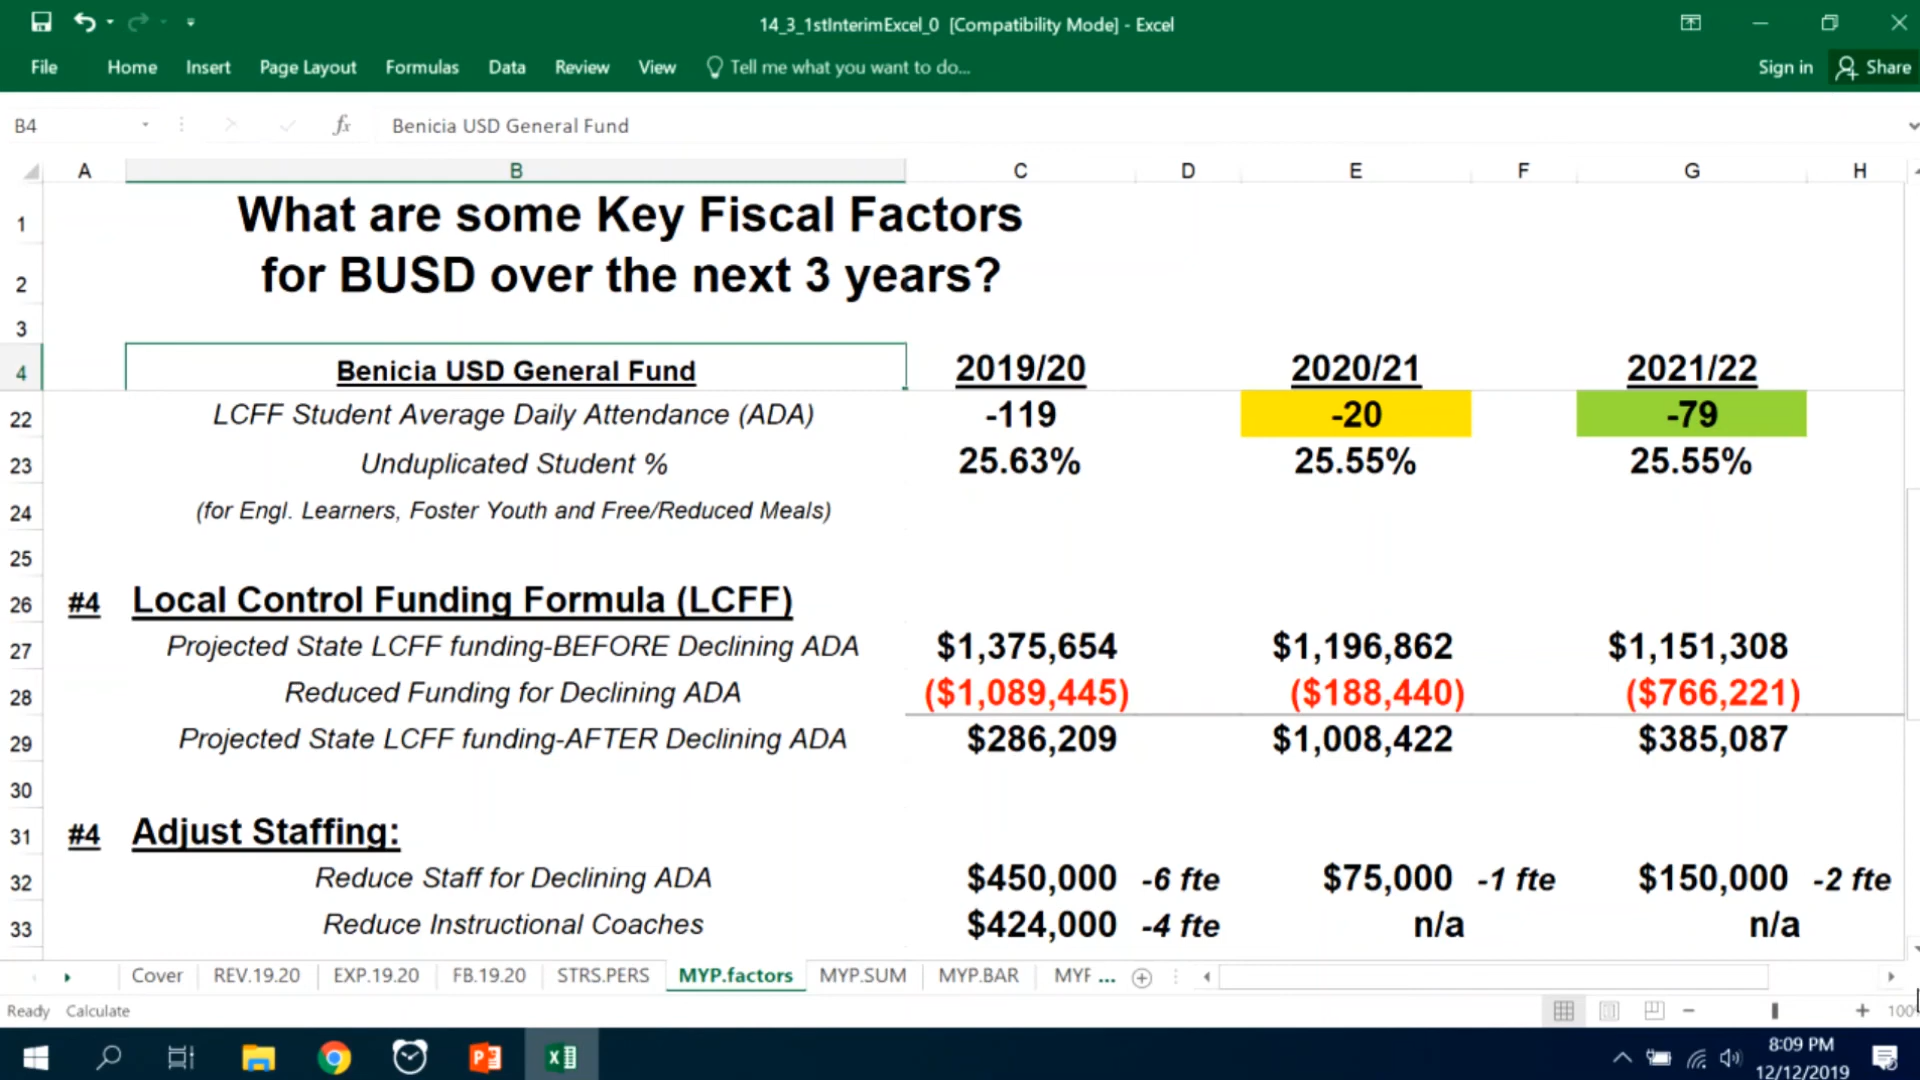 14_3_1stInterimExcel_0 [Compatibility Mode] - Excel
File Home Insert Page Layout Formulas Data Review View Tell me what you want to do... Sign in Share
B4 fx Benicia USD General Fund
A B C D E F G H
1 What are some Key Fiscal Factors
2 for BUSD over the next 3 years?
3
4 Benicia USD General Fund 2019/20 2020/21 2021/22
22 LCFF Student Average Daily Attendance (ADA) -119 -20 -79
23 Unduplicated Student % 25.63% 25.55% 25.55%
24 (for Engl. Learners, Foster Youth and Free/Reduced Meals)
25
26 #4 Local Control Funding Formula (LCFF)
27 Projected State LCFF funding-BEFORE Declining ADA $1,375,654 $1,196,862 $1,151,308
28 Reduced Funding for Declining ADA ($1,089,445) ($188,440) ($766,221)
29 Projected State LCFF funding-AFTER Declining ADA $286,209 $1,008,422 $385,087
30
31 #4 Adjust Staffing:
32 Reduce Staff for Declining ADA $450,000 -6 fte $75,000 -1 fte $150,000 -2 fte
33 Reduce Instructional Coaches $424,000 -4 fte n/a n/a
Cover REV.19.20 EXP.19.20 FB.19.20 STRS.PERS MYP.factors MYP.SUM MYP.BAR MYF ...
Ready Calculate 100
8:09 PM
12/12/2019